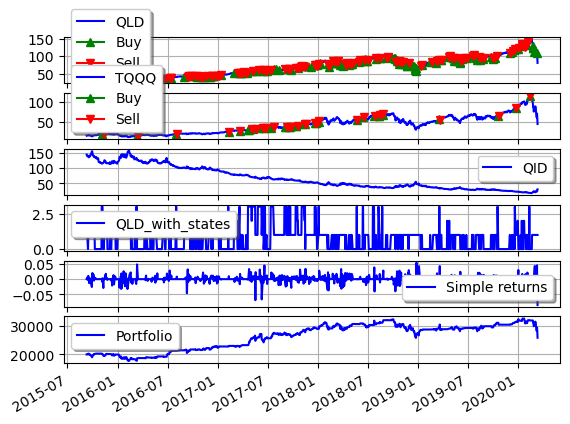 QLD
Buy
Sell
150
100
50
TQQQ
Buy
Sell
100
50
150
100
50
QID
2.5
0.0
QLD_with_states
0.05
0.00
−0.05
Simple returns
30000
20000
Portfolio
2015-07
2016-01
2016-07
2017-01
2017-07
2018-01
2018-07
2019-01
2019-07
2020-01